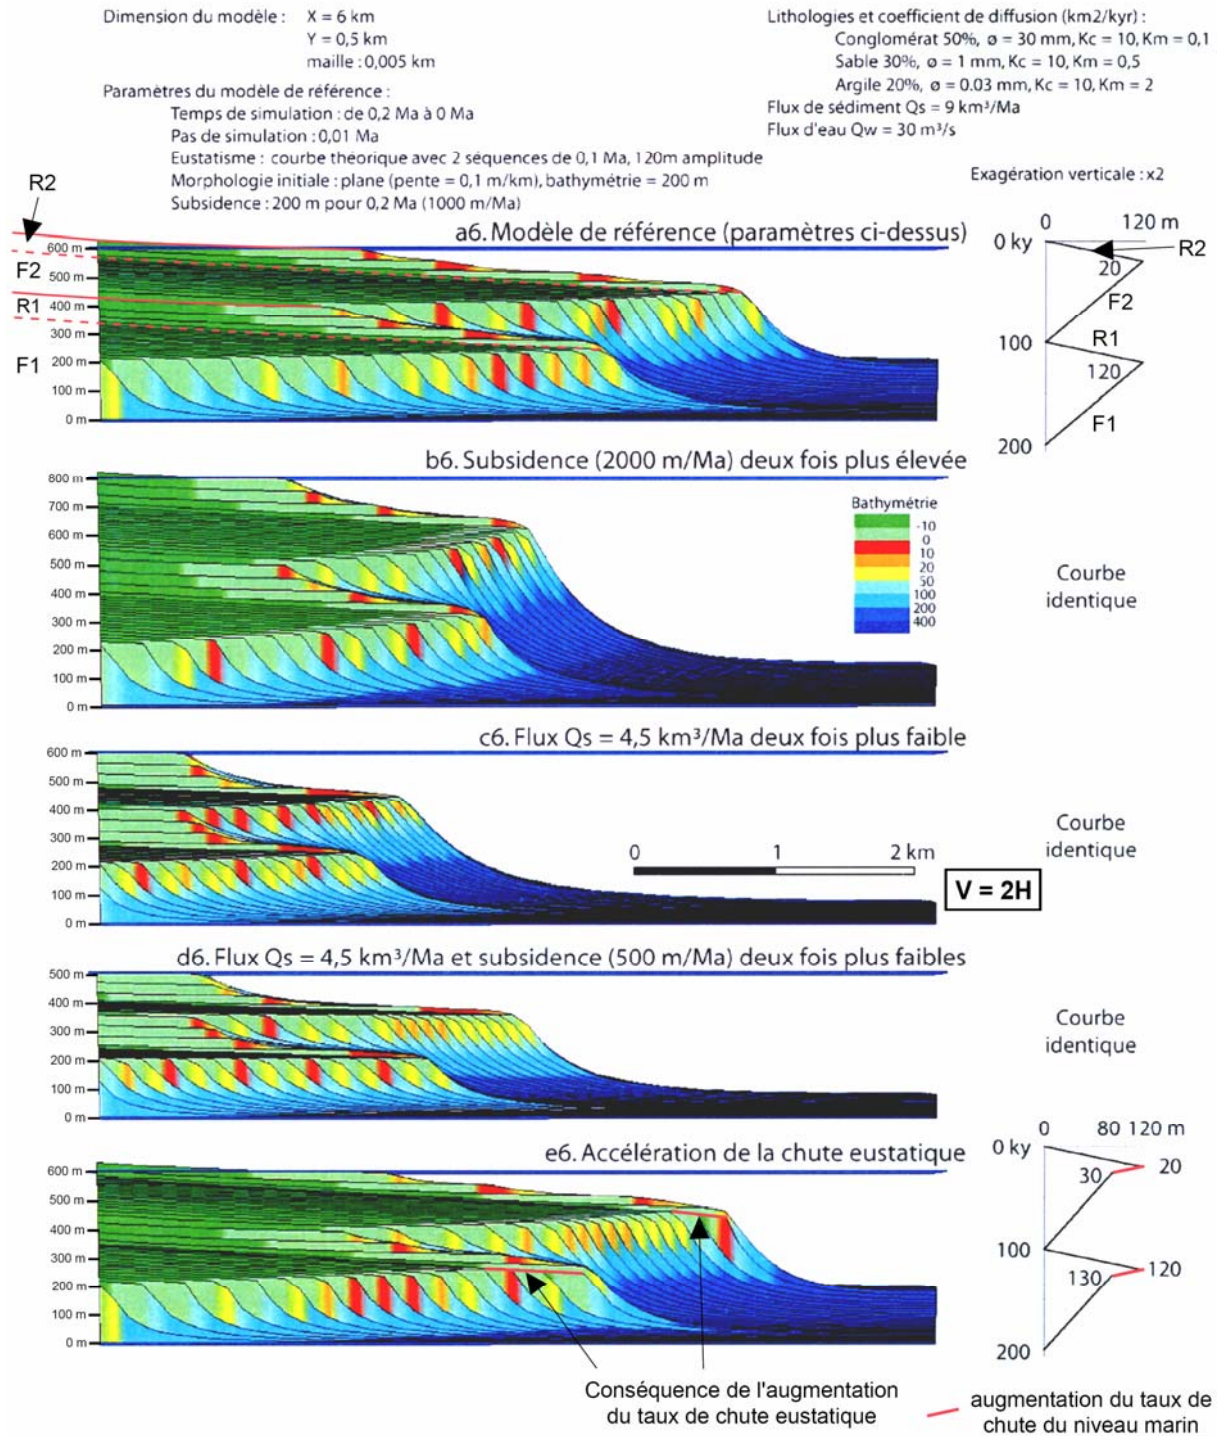 Dimension du modèle : X = 6 km
Y = 0,5 km
maille : 0,005 km
Paramètres du modèle de référence :
Temps de simulation : de 0,2 Ma à 0 Ma
Pas de simulation : 0,01 Ma
Eustatisme : courbe théorique avec 2 séquences de 0,1 Ma, 120m amplitude
Morphologie initiale : plane (pente = 0,1 m/km), bathymétrie = 200 m
Subsidence : 200 m pour 0,2 Ma (1000 m/Ma)
Lithologies et coefficient de diffusion (km2/kyr) :
Conglomérat 50%, ø = 30 mm, Kc = 10, Km = 0,1
Sable 30%, ø = 1 mm, Kc = 10, Km = 0,5
Argile 20%, ø = 0.03 mm, Kc = 10, Km = 2
Flux de sédiment Qs = 9 km³/Ma
Flux d'eau Qw = 30 m³/s
Exagération verticale : x2
a6. Modèle de référence (paramètres ci-dessus)
R2
F2
R1
F1
600 m
500 m
400 m
300 m
200 m
100 m
0 m
0 120 m
0 ky
R2
20
F2
100
R1
120
F1
200
b6. Subsidence (2000 m/Ma) deux fois plus élevée
800 m
700 m
600 m
500 m
400 m
300 m
200 m
100 m
0 m
Bathymétrie
-10
0
10
20
50
100
200
400
Courbe
identique
c6. Flux Qs = 4,5 km³/Ma deux fois plus faible
600 m
500 m
400 m
300 m
200 m
100 m
0 m
0 1 2 km
V = 2H
Courbe
identique
d6. Flux Qs = 4,5 km³/Ma et subsidence (500 m/Ma) deux fois plus faibles
500 m
400 m
300 m
200 m
100 m
0 m
Courbe
identique
e6. Accélération de la chute eustatique
600 m
500 m
400 m
300 m
200 m
100 m
0 m
0 80 120 m
0 ky
20
30
100
120
130
200
Conséquence de l'augmentation
du taux de chute eustatique
augmentation du taux de
chute du niveau marin